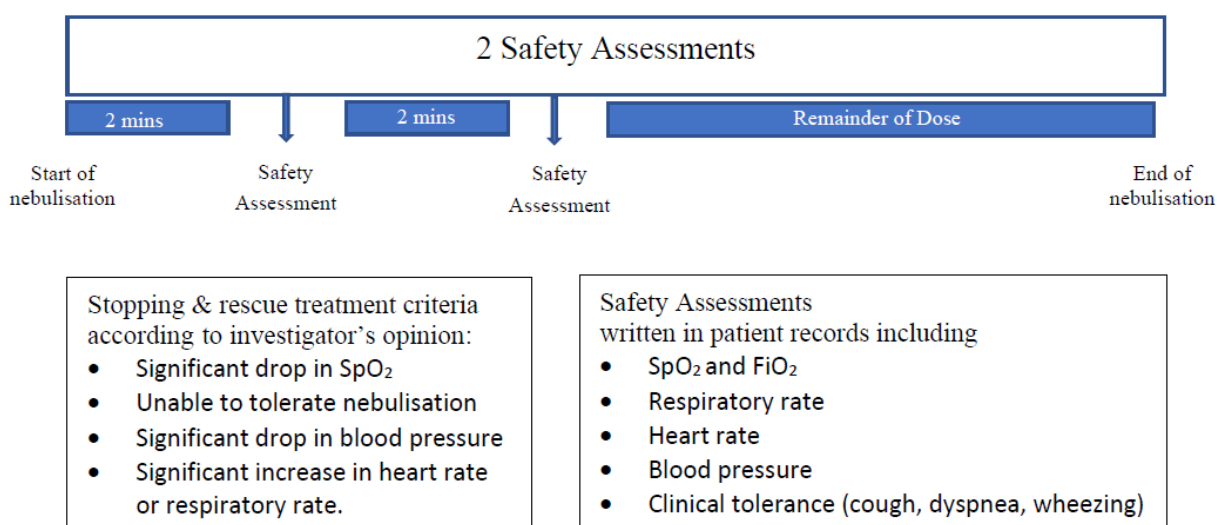 2 Safety Assessments
2 mins
2 mins
Remainder of Dose
Start of
nebulisation
Safety
Assessment
Safety
Assessment
End of
nebulisation
Stopping & rescue treatment criteria
according to investigator’s opinion:
• Significant drop in SpO₂
• Unable to tolerate nebulisation
• Significant drop in blood pressure
• Significant increase in heart rate
or respiratory rate.
Safety Assessments
written in patient records including
• SpO₂ and FiO₂
• Respiratory rate
• Heart rate
• Blood pressure
• Clinical tolerance (cough, dyspnea, wheezing)